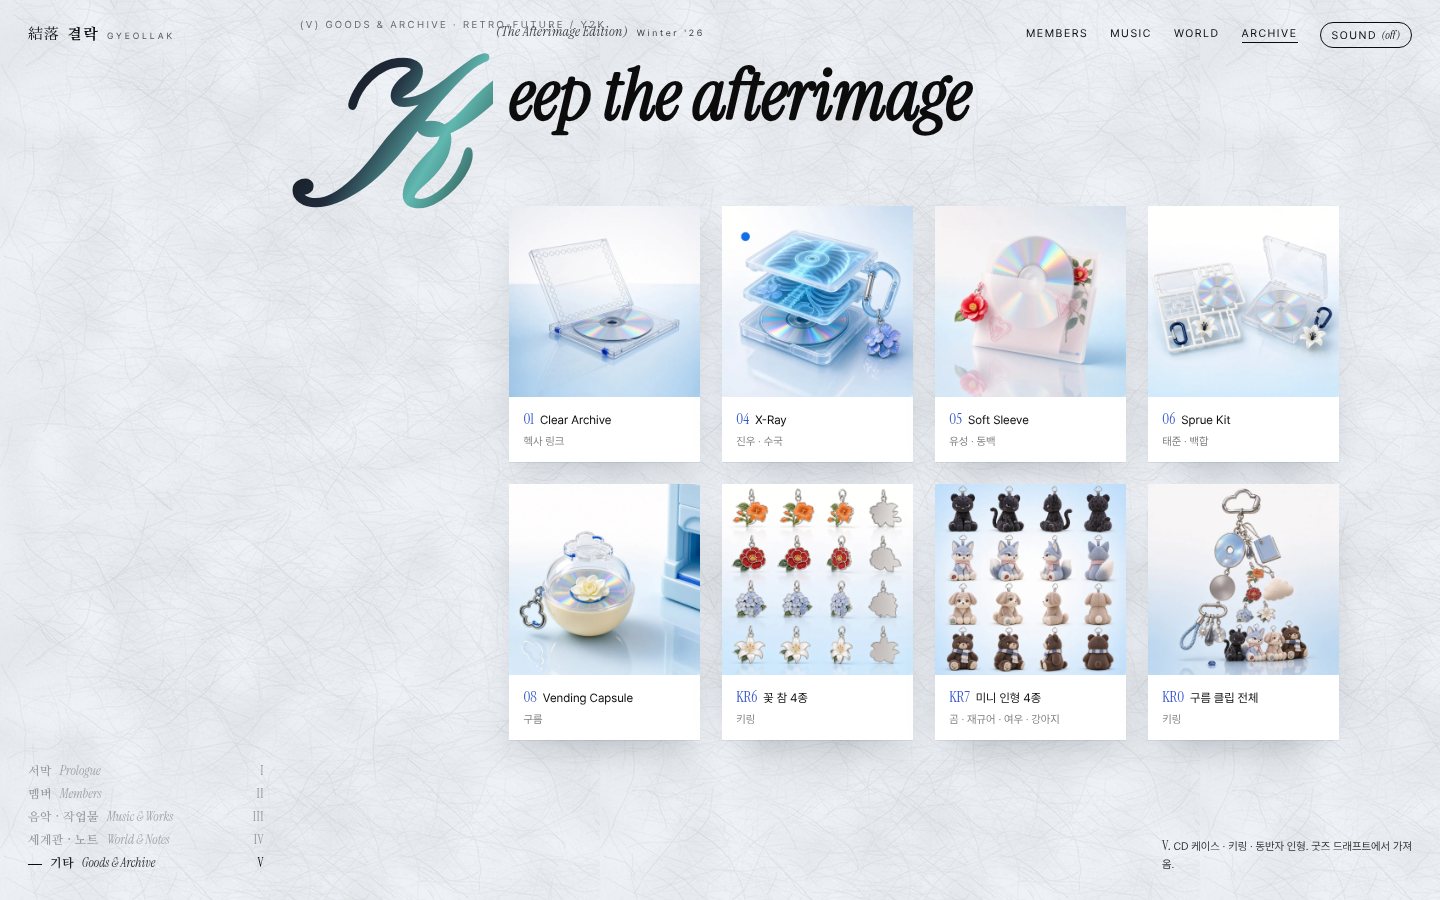 結落 결락 GYEOLLAK
(V) GOODS & ARCHIVE · RETRO-FUTURE / Y2K
(The Afterimage Edition) Winter '26
MEMBERS MUSIC WORLD ARCHIVE SOUND (off)
Keep the afterimage
01 Clear Archive
헥사 링크
04 X-Ray
진우 · 수국
05 Soft Sleeve
유성 · 동백
06 Sprue Kit
태준 · 백합
08 Vending Capsule
구름
KR6 꽃 참 4종
키링
KR7 미니 인형 4종
곰 · 재규어 · 여우 · 강아지
KR0 구름 클립 전체
키링
서막 Prologue I
멤버 Members II
음악 · 작업물 Music & Works III
세계관 · 노트 World & Notes IV
기타 Goods & Archive V
V. CD 케이스 · 키링 · 동반자 인형. 굿즈 드래프트에서 가져
옴.